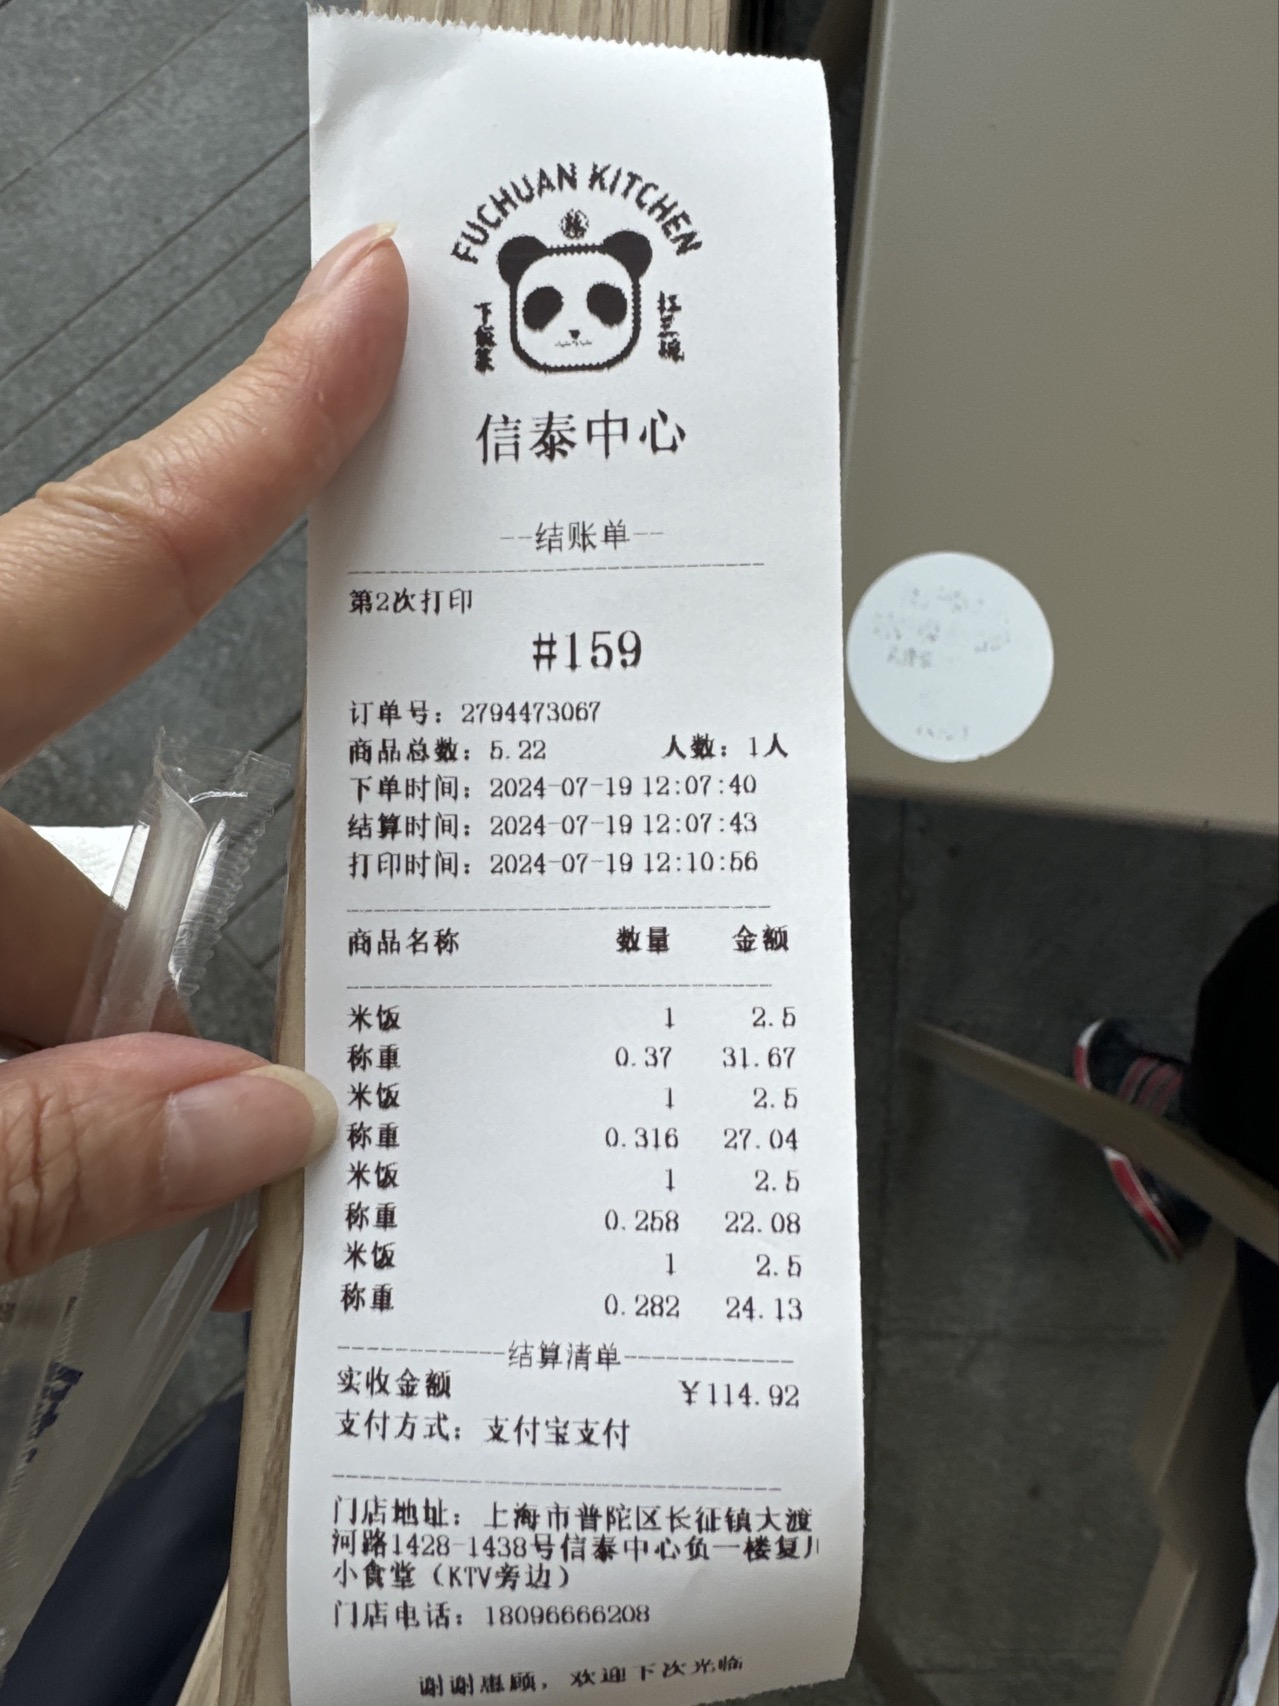 FUCHUAN KITCHEN
下饭菜
扛三碗
信泰中心
--结账单--
第2次打印
#159
订单号：2794473067
商品总数：5.22 人数：1人
下单时间：2024-07-19 12:07:40
结算时间：2024-07-19 12:07:43
打印时间：2024-07-19 12:10:56
商品名称 数量 金额
米饭 1 2.5
称重 0.37 31.67
米饭 1 2.5
称重 0.316 27.04
米饭 1 2.5
称重 0.258 22.08
米饭 1 2.5
称重 0.282 24.13
结算清单
实收金额 ¥114.92
支付方式：支付宝支付
门店地址：上海市普陀区长征镇大渡
河路1428-1438号信泰中心负一楼复川
小食堂（KTV旁边）
门店电话：18096666208
谢谢惠顾，欢迎下次光临